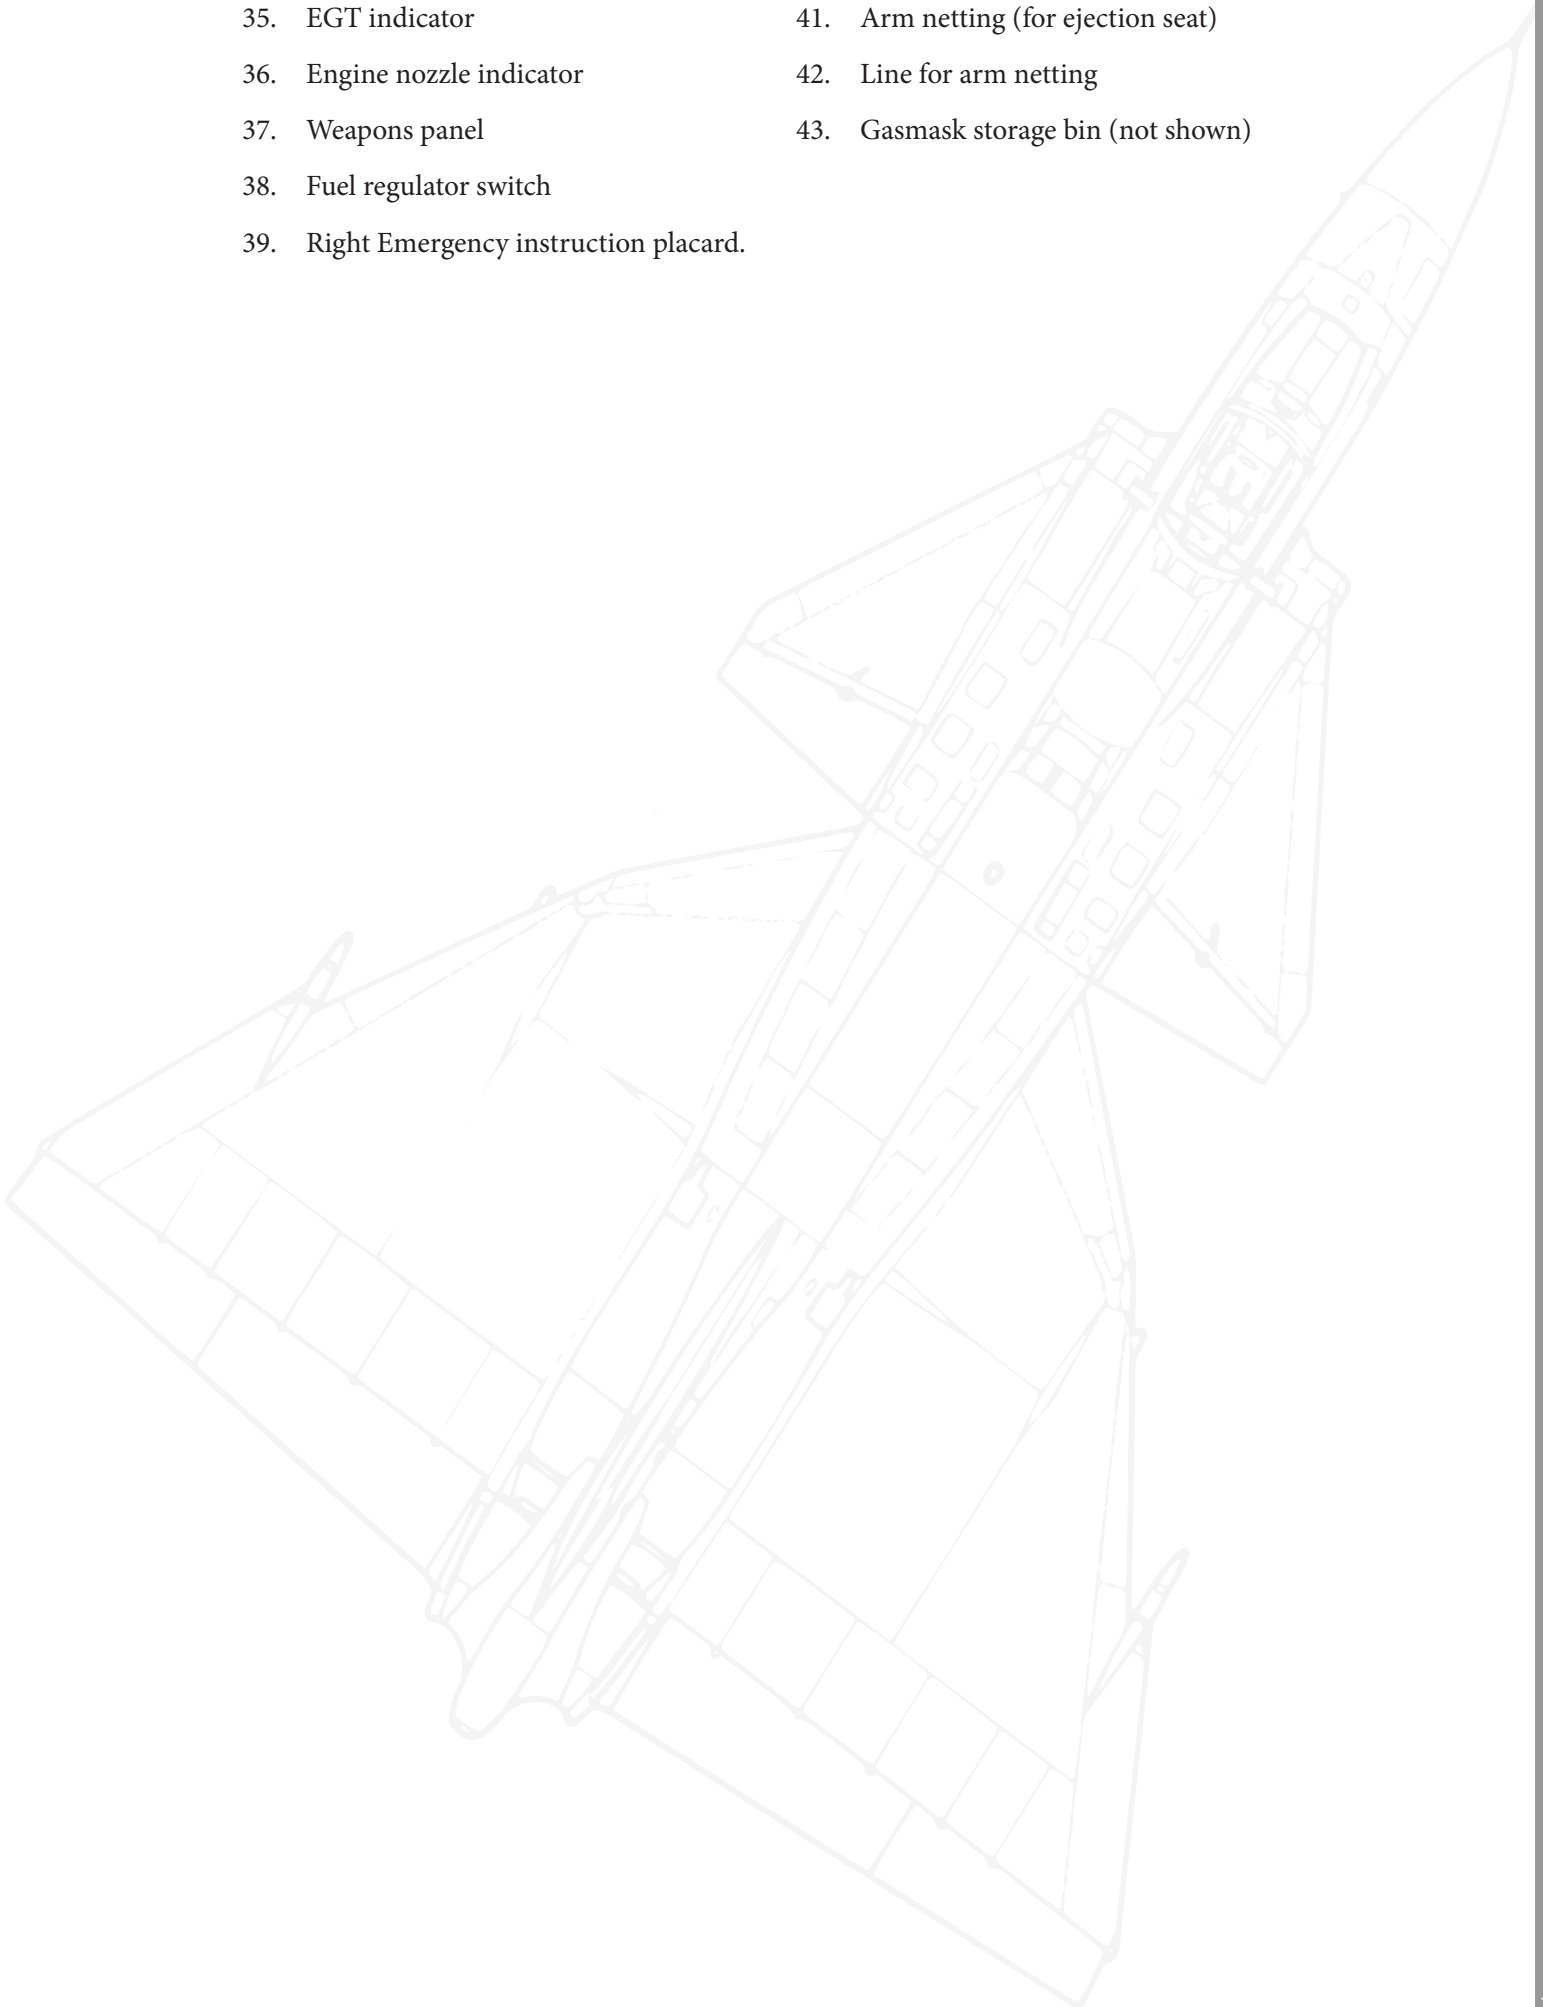 35. EGT indicator
36. Engine nozzle indicator
37. Weapons panel
38. Fuel regulator switch
39. Right Emergency instruction placard.
41. Arm netting (for ejection seat)
42. Line for arm netting
43. Gasmask storage bin (not shown)